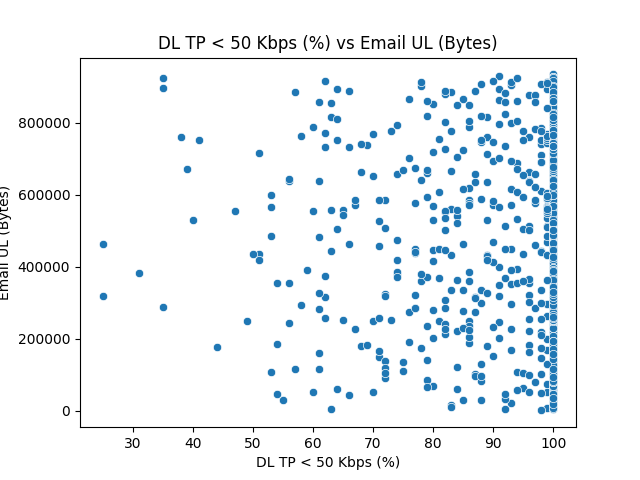 DL TP < 50 Kbps (%) vs Email UL (Bytes)
800000
600000
400000
200000
0
Email UL (Bytes)
30 40 50 60 70 80 90 100
DL TP < 50 Kbps (%)